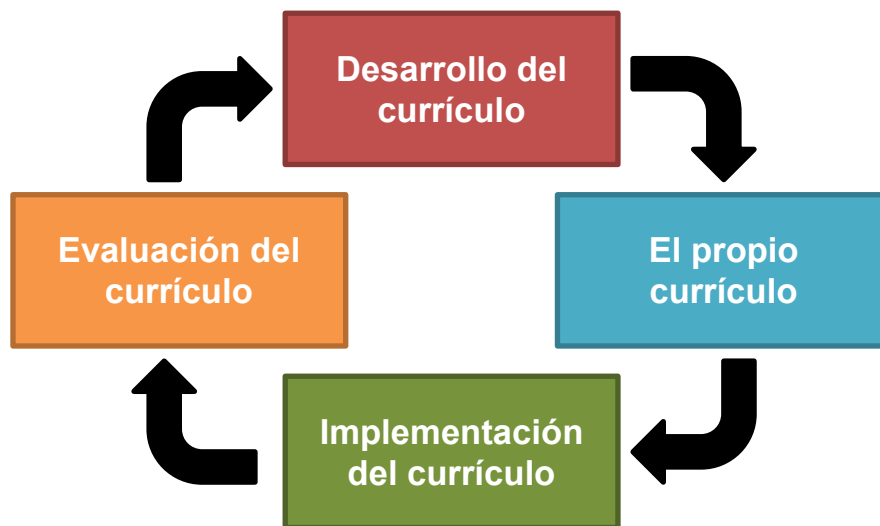 Desarrollo del
currículo
Evaluación del
currículo
El propio
currículo
Implementación
del currículo